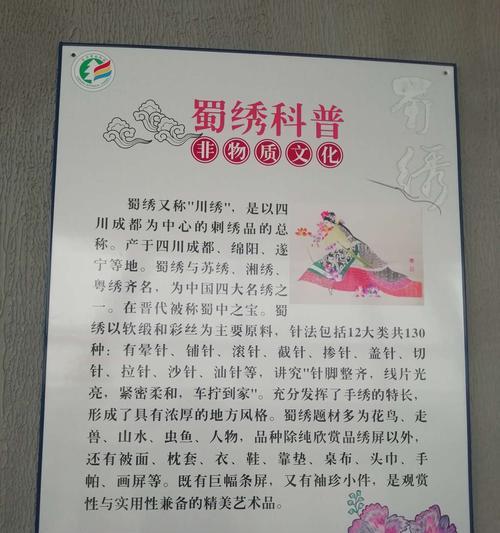 蜀绣
蜀绣科普
非物质文化
蜀绣又称"川绣"，是以四
川成都为中心的刺绣品的总
称。产于四川成都、绵阳、遂
宁等地。蜀绣与苏绣、湘绣、
粤绣齐名，为中国四大名绣之
一。在晋代被称蜀中之宝。蜀
绣以软缎和彩丝为主要原料，针法包括12大类共130
种：有晕针、铺针、滚针、截针、掺针、盖针、切
针、拉针、沙针、汕针等，讲究"针脚整齐，线片光
亮，紧密柔和，车拧到家"。充分发挥了手绣的特长，
形成了具有浓厚的地方风格。蜀绣题材多为花鸟、走
兽、山水、虫鱼、人物，品种除纯欣赏品绣屏以外，
还有被面、枕套、衣、鞋、靠垫、桌布、头巾、手
帕、画屏等。既有巨幅条屏，又有袖珍小件，是观赏
性与实用性兼备的精美艺术品。